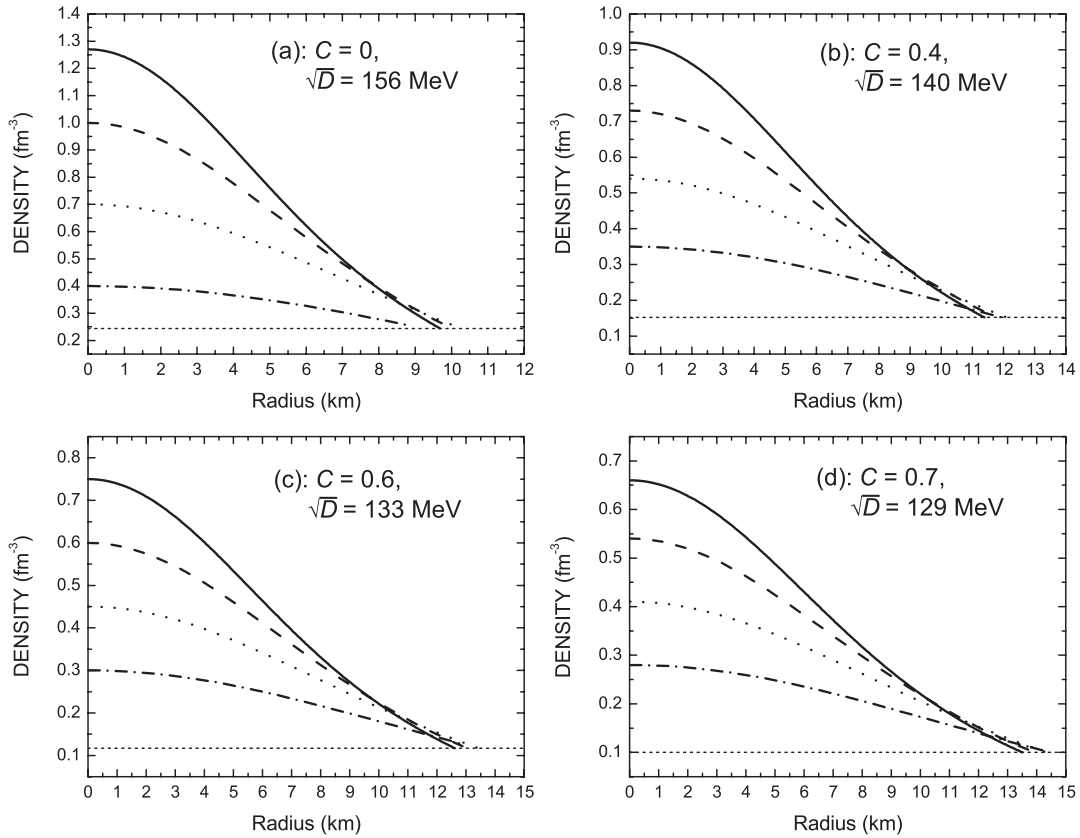 1.3
1.2
1.1
1.0
0.9
0.8
0.7
0.6
0.5
0.4
0.3
0.2
DENSITY (fm⁻³)
(a): C = 0,
√D = 156 MeV
0 1 2 3 4 5 6 7 8 9 10 11 12
Radius (km)
1.0
0.9
0.8
0.7
0.6
0.5
0.4
0.3
0.2
0.1
DENSITY (fm⁻³)
(b): C = 0.4,
√D = 140 MeV
0 1 2 3 4 5 6 7 8 9 10 11 12 13 14
Radius (km)
0.8
0.7
0.6
0.5
0.4
0.3
0.2
0.1
DENSITY (fm⁻³)
(c): C = 0.6,
√D = 133 MeV
0 1 2 3 4 5 6 7 8 9 10 11 12 13 14 15
Radius (km)
0.7
0.6
0.5
0.4
0.3
0.2
0.1
DENSITY (fm⁻³)
(d): C = 0.7,
√D = 129 MeV
0 1 2 3 4 5 6 7 8 9 10 11 12 13 14 15
Radius (km)